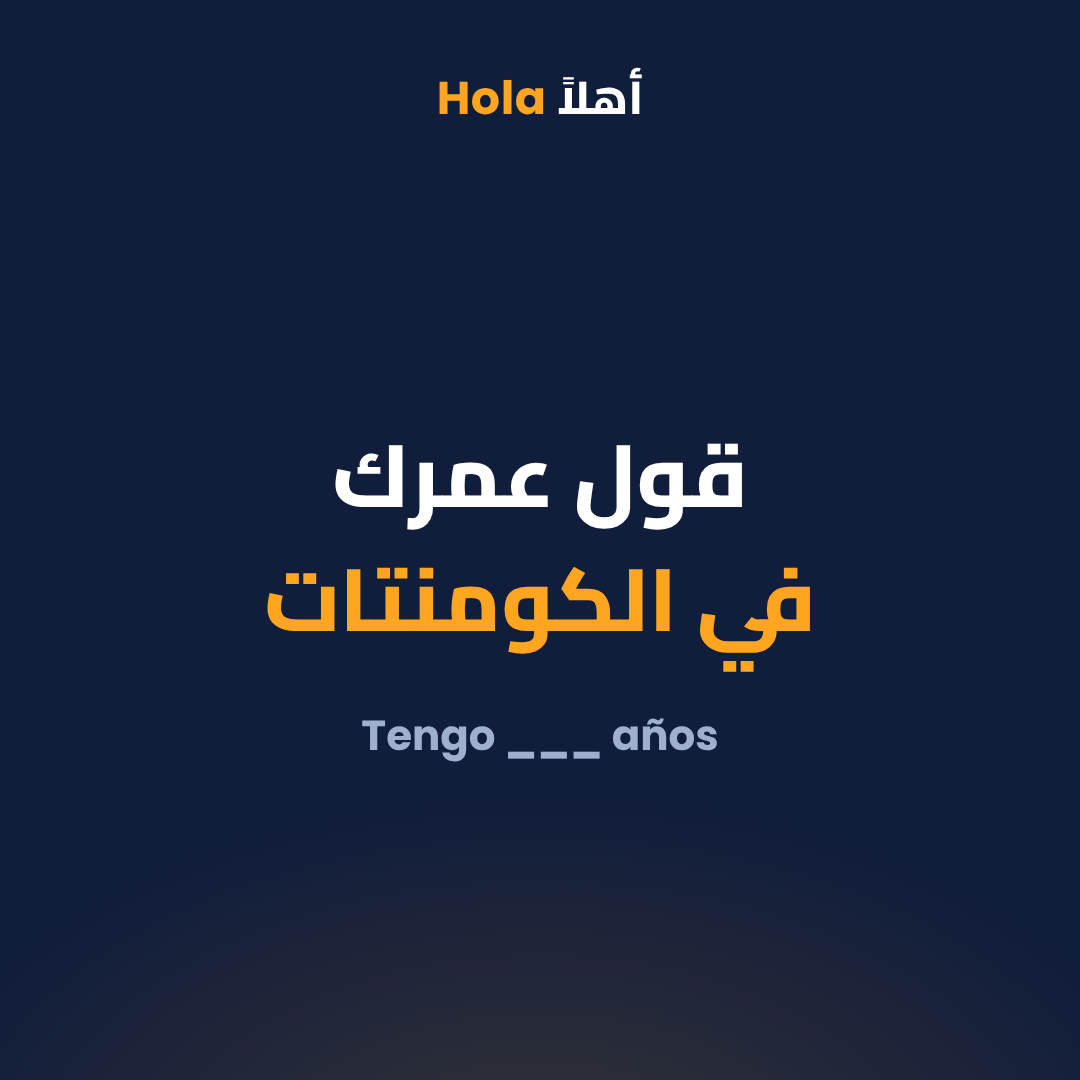 أهلاً Hola
قول عمرك
في الكومنتات
Tengo ___ años